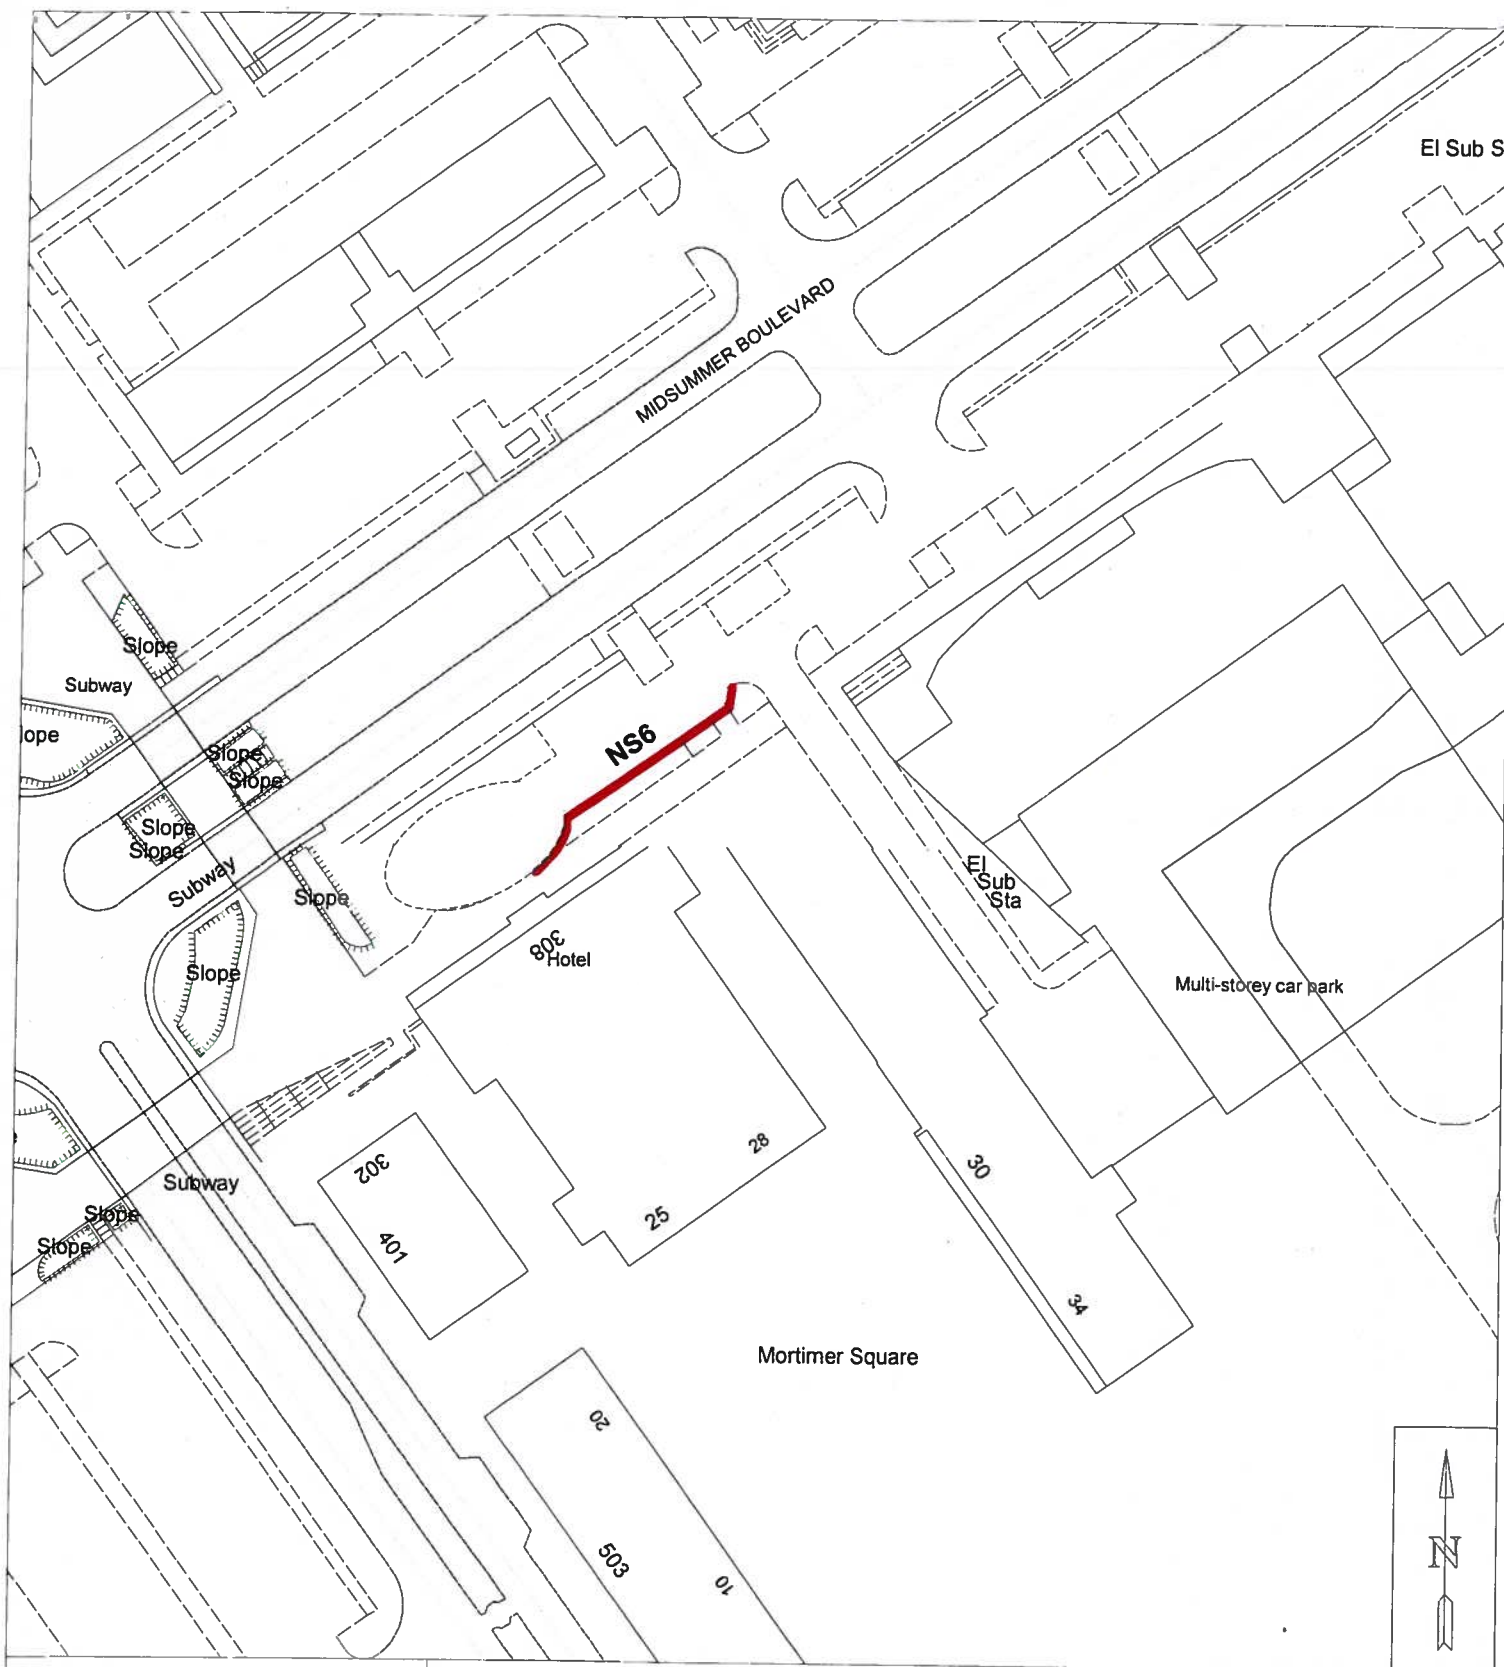 El Sub S
MIDSUMMER BOULEVARD
Slope
Subway
lope
Slope
Slope
NS6
Slope
Slope
Subway
Slope
El
Sub
Sta
308
Hotel
Slope
Multi-storey car park
302
28
30
Subway
Slope
25
Slope
401
34
Mortimer Square
20
503
10
N